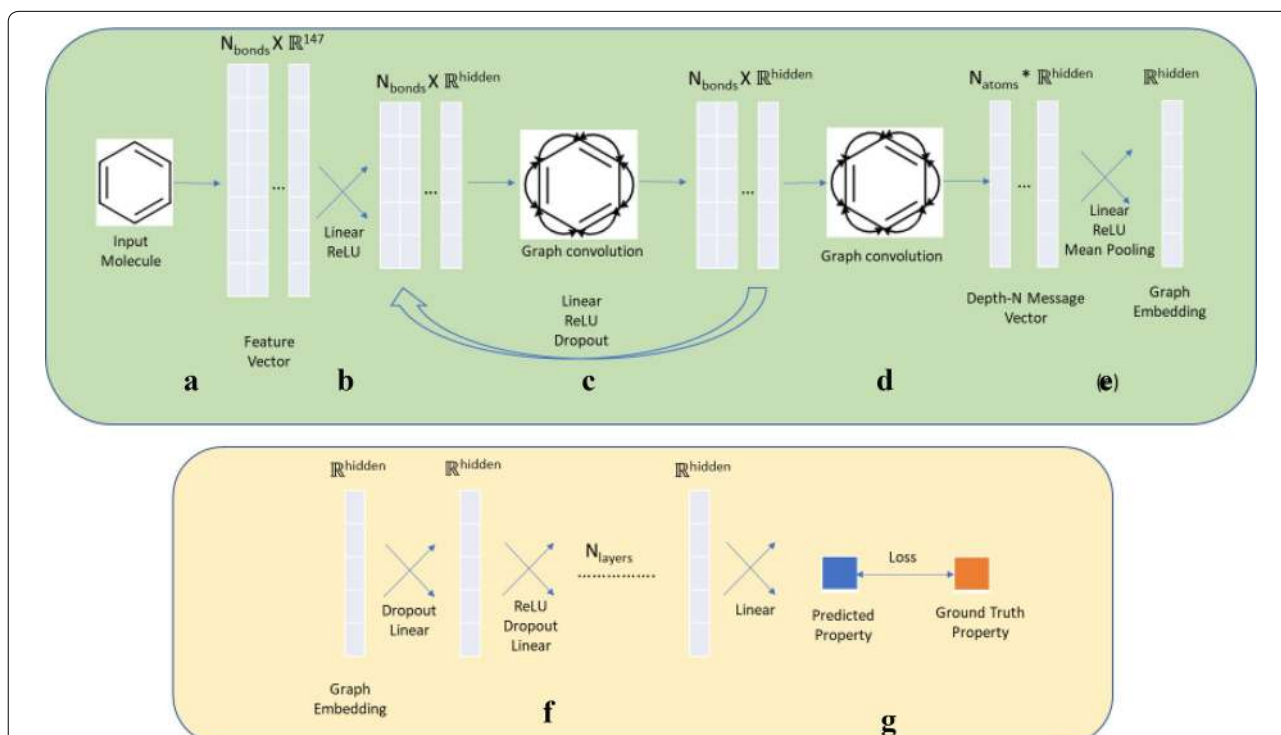 N_bonds X ℝ^147
N_bonds X ℝ^hidden
N_bonds X ℝ^hidden
N_atoms * ℝ^hidden
ℝ^hidden
...
...
...
...
Input
Molecule
Linear
ReLU
Graph convolution
Graph convolution
Linear
ReLU
Mean Pooling
Feature
Vector
Linear
ReLU
Dropout
Depth-N Message
Vector
Graph
Embedding
a
b
c
d
(e)
ℝ^hidden
ℝ^hidden
ℝ^hidden
N_layers
................
Dropout
Linear
ReLU
Dropout
Linear
Linear
Loss
Predicted
Property
Ground Truth
Property
Graph
Embedding
f
g